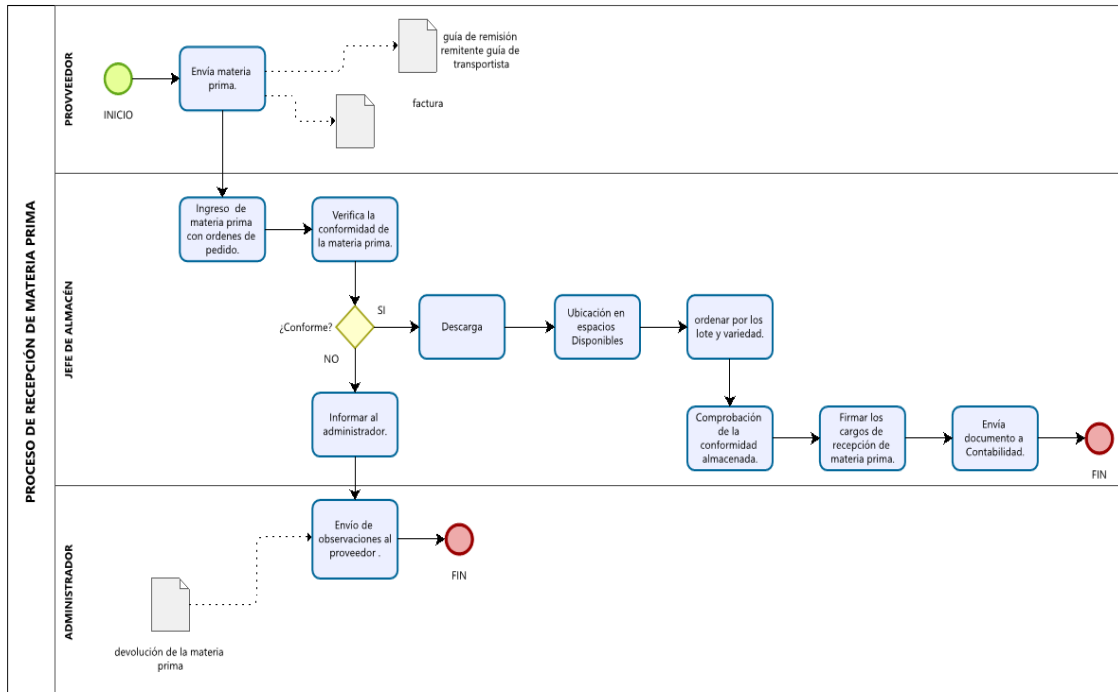 PROCESO DE RECEPCIÓN DE MATERIA PRIMA
PROVVEEDOR
INICIO
Envía materia
prima.
guía de remisión
remitente guía de
transportista
factura
JEFE DE ALMACÉN
Ingreso de
materia prima
con ordenes de
pedido.
Verifica la
conformidad de
la materia prima.
¿Conforme?
SI
NO
Descarga
Ubicación en
espacios
Disponibles
ordenar por los
lote y variedad.
Informar al
administrador.
Comprobación
de la
conformidad
almacenada.
Firmar los
cargos de
recepción de
materia prima.
Envía
documento a
Contabilidad.
FIN
ADMINISTRADOR
Envío de
observaciones al
proveedor .
FIN
devolución de la materia
prima